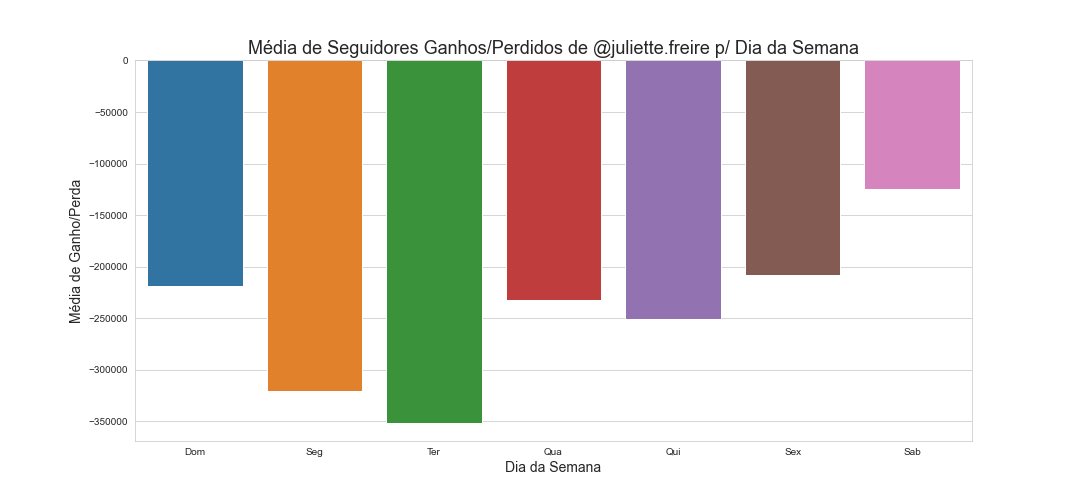 Média de Seguidores Ganhos/Perdidos de @juliette.freire p/ Dia da Semana
Média de Ganho/Perda
0
−50000
−100000
−150000
−200000
−250000
−300000
−350000
Dom Seg Ter Qua Qui Sex Sab
Dia da Semana